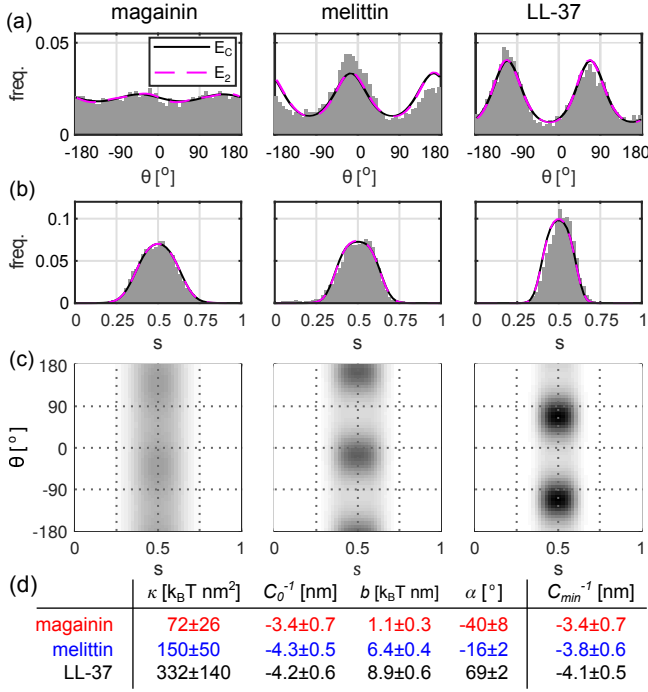 magainin melittin LL-37
(a)
0.05
freq.
0
E_C
E_2
-180 -90 0 90 180 -180 -90 0 90 180 -180 -90 0 90 180
θ [°] θ [°] θ [°]
(b)
0.1
0.05
freq.
0
0 0.25 0.5 0.75 1 0 0.25 0.5 0.75 1 0 0.25 0.5 0.75 1
s s s
(c)
180
90
0
-90
-180
θ [°]
0 0.5 1 0 0.5 1 0 0.5 1
s s s
(d) κ [k_BT nm²] C_0^-1 [nm] b [k_BT nm] α [°] C_min^-1 [nm]
magainin 72±26 -3.4±0.7 1.1±0.3 -40±8 -3.4±0.7
melittin 150±50 -4.3±0.5 6.4±0.4 -16±2 -3.8±0.6
LL-37 332±140 -4.2±0.6 8.9±0.6 69±2 -4.1±0.5